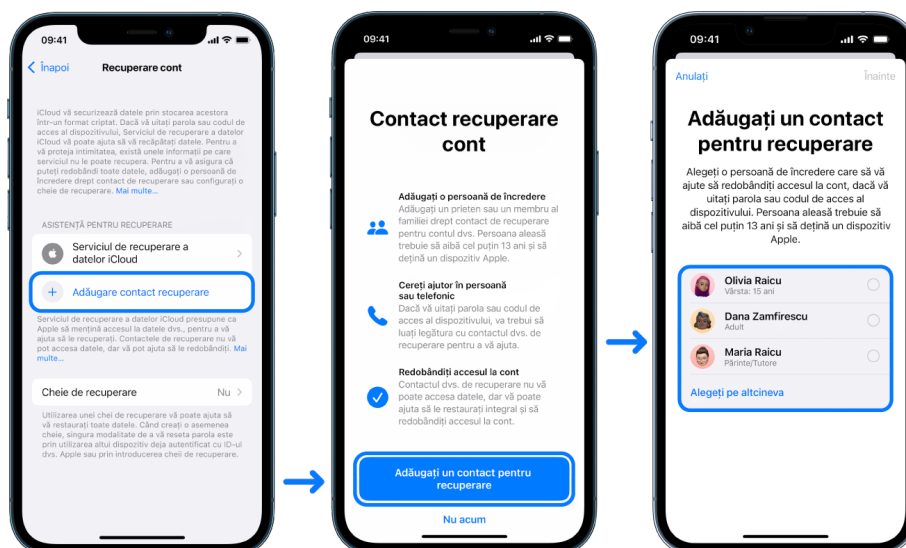 09:41
Înapoi
Recuperare cont
iCloud vă securizează datele prin stocarea acestora
într-un format criptat. Dacă vă uitați parola sau codul de
acces al dispozitivului, Serviciul de recuperare a datelor
iCloud vă poate ajuta să vă recăpătați datele. Pentru a
vă proteja intimitatea, există unele informații pe care
serviciul nu le poate recupera. Pentru a vă asigura că
puteți redobândi toate datele, adăugați o persoană de
încredere drept contact de recuperare sau configurați o
cheie de recuperare. Mai multe...
ASISTENȚĂ PENTRU RECUPERARE
Serviciul de recuperare a
datelor iCloud
Adăugare contact recuperare
Serviciul de recuperare a datelor iCloud presupune ca
Apple să mențină accesul la datele dvs., pentru a vă
ajuta să le recuperați. Contactele de recuperare nu vă
pot accesa datele, dar vă pot ajuta să le redobândiți. Mai
multe...
Cheie de recuperare
Nu
Utilizarea unei chei de recuperare vă poate ajuta să
vă restaurați toate datele. Când creați o asemenea
cheie, singura modalitate de a vă reseta parola este
prin utilizarea altui dispozitiv deja autentificat cu ID-ul
dvs. Apple sau prin introducerea cheii de recuperare.
09:41
Contact recuperare
cont
Adăugați o persoană de încredere
Adăugați un prieten sau un membru al
familiei drept contact de recuperare
pentru contul dvs. Persoana aleasă
trebuie să aibă cel puțin 13 ani și să
dețină un dispozitiv Apple.
Cereți ajutor în persoană
sau telefonic
Dacă vă uitați parola sau codul de
acces al dispozitivului, va trebui să
luați legătura cu contactul dvs. de
recuperare pentru a vă ajuta.
Redobândiți accesul la cont
Contactul dvs. de recuperare nu vă
poate accesa datele, dar vă poate
ajuta să le restaurați integral și să
redobândiți accesul la cont.
Adăugați un contact pentru
recuperare
Nu acum
09:41
Anulați
Înainte
Adăugați un contact
pentru recuperare
Alegeți o persoană de încredere care să vă
ajute să redobândiți accesul la cont, dacă vă
uitați parola sau codul de acces al
dispozitivului. Persoana aleasă trebuie să
aibă cel puțin 13 ani și să dețină un dispozitiv
Apple.
Olivia Raicu
Vârsta: 15 ani
Dana Zamfirescu
Adult
Maria Raicu
Părinte/Tutore
Alegeți pe altcineva